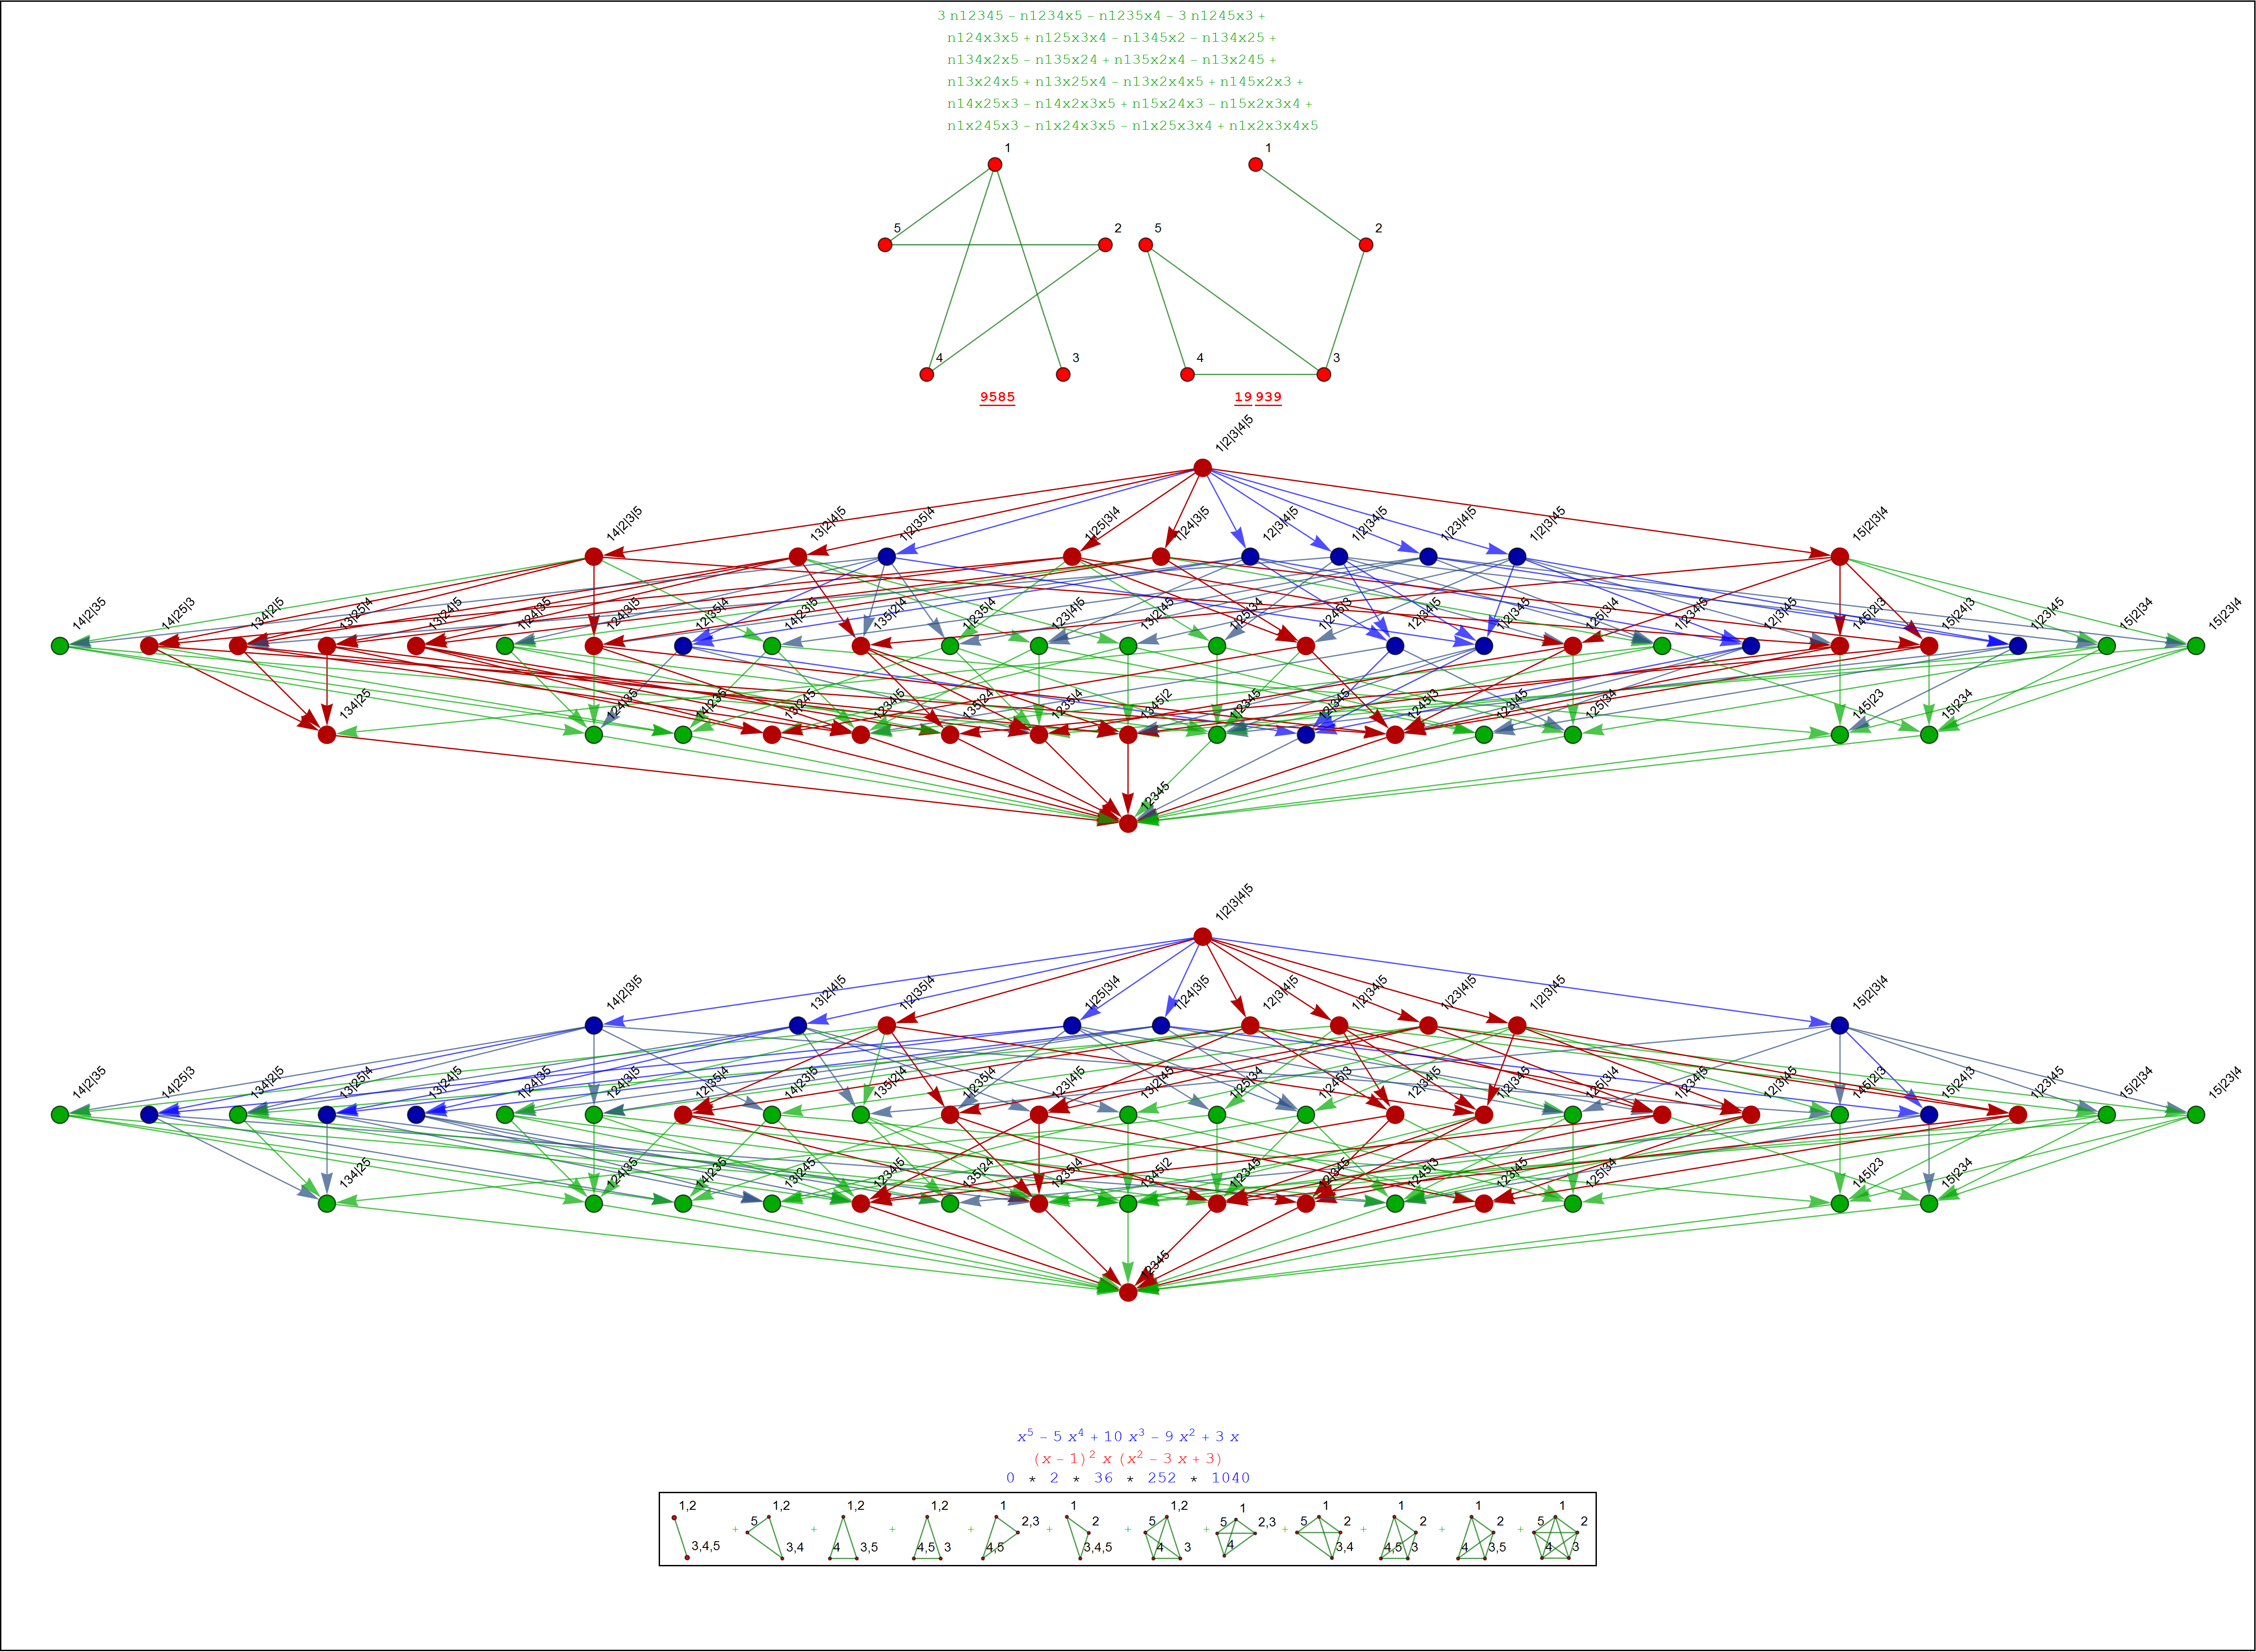 3 n12345 − n1234x5 − n1235x4 − 3 n1245x3 +
n124x3x5 + n125x3x4 − n1345x2 − n134x25 +
n134x2x5 − n135x24 + n135x2x4 − n13x245 +
n13x24x5 + n13x25x4 − n13x2x4x5 + n145x2x3 +
n14x25x3 − n14x2x3x5 + n15x24x3 − n15x2x3x4 +
n1x245x3 − n1x24x3x5 − n1x25x3x4 + n1x2x3x4x5
1 1
5 2 5 2
4 3 4 3
9585 19 939
1|2|3|4|5
14|2|3|5 13|2|4|5 1|2|35|4 1|25|3|4 1|24|3|5 12|3|4|5 1|2|34|5 1|23|4|5 1|2|3|45 15|2|3|4
14|2|35 14|25|3 134|2|5 13|25|4 13|24|5 1|24|35 124|3|5 12|35|4 14|23|5 135|2|4 1|235|4 123|4|5 13|2|45 1|25|34 1|245|3 12|34|5 1|2|345 125|3|4 1|234|5 12|3|45 145|2|3 15|24|3 1|23|45 15|2|34 15|23|4
134|25 124|35 14|235 13|245 1234|5 135|24 1235|4 1345|2 1|2345 12|345 1245|3 123|45 125|34 145|23 15|234
12345
1|2|3|4|5
14|2|3|5 13|2|4|5 1|2|35|4 1|25|3|4 1|24|3|5 12|3|4|5 1|2|34|5 1|23|4|5 1|2|3|45 15|2|3|4
14|2|35 14|25|3 134|2|5 13|25|4 13|24|5 1|24|35 124|3|5 12|35|4 14|23|5 135|2|4 1|235|4 123|4|5 13|2|45 1|25|34 1|245|3 12|34|5 1|2|345 125|3|4 1|234|5 12|3|45 145|2|3 15|24|3 1|23|45 15|2|34 15|23|4
134|25 124|35 14|235 13|245 1234|5 135|24 1235|4 1345|2 1|2345 12|345 1245|3 123|45 125|34 145|23 15|234
12345
x⁵ − 5 x⁴ + 10 x³ − 9 x² + 3 x
(x − 1)² x (x² − 3 x + 3)
0 * 2 * 36 * 252 * 1040
1,2 1,2 1,2 1,2 1 1 1,2 1 1 1 1 1
5 2,3 2 5 5 2,3 5 2 2 2 5 2
+ + + + + + + + + + +
3,4,5 3,4 4 3,5 4,5 3 4,5 3,4,5 4 3 4 3,4 4,5 3 4 3,5 4 3